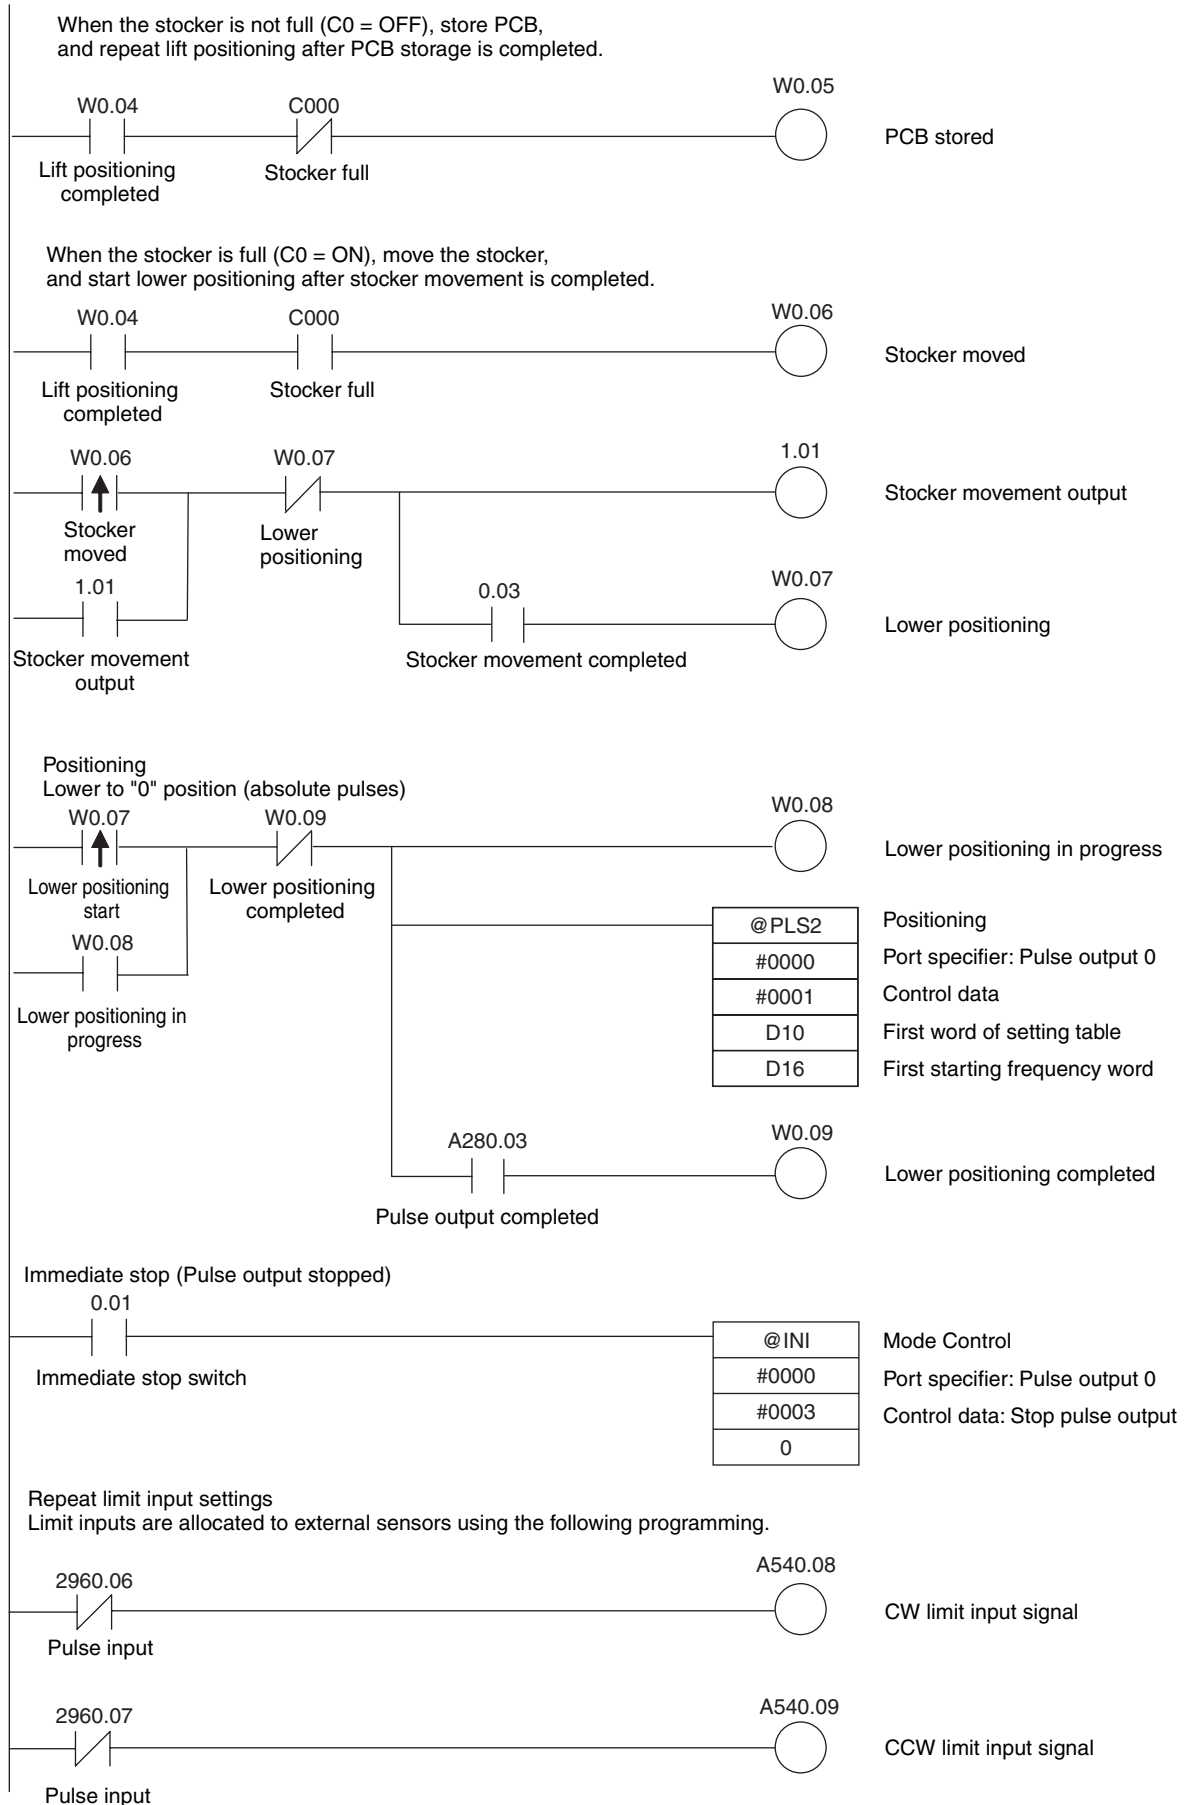 When the stocker is not full (C0 = OFF), store PCB,
and repeat lift positioning after PCB storage is completed.
W0.04
C000
W0.05
PCB stored
Lift positioning
completed
Stocker full
When the stocker is full (C0 = ON), move the stocker,
and start lower positioning after stocker movement is completed.
W0.04
C000
W0.06
Stocker moved
Lift positioning
completed
Stocker full
W0.06
W0.07
1.01
Stocker movement output
Stocker
moved
Lower
positioning
1.01
0.03
W0.07
Lower positioning
Stocker movement
output
Stocker movement completed
Positioning
Lower to "0" position (absolute pulses)
W0.07
W0.09
W0.08
Lower positioning in progress
Lower positioning
start
Lower positioning
completed
W0.08
Lower positioning in
progress
@PLS2
Positioning
#0000
Port specifier: Pulse output 0
#0001
Control data
D10
First word of setting table
D16
First starting frequency word
A280.03
W0.09
Lower positioning completed
Pulse output completed
Immediate stop (Pulse output stopped)
0.01
Immediate stop switch
@INI
Mode Control
#0000
Port specifier: Pulse output 0
#0003
Control data: Stop pulse output
0
Repeat limit input settings
Limit inputs are allocated to external sensors using the following programming.
2960.06
A540.08
CW limit input signal
Pulse input
2960.07
A540.09
CCW limit input signal
Pulse input